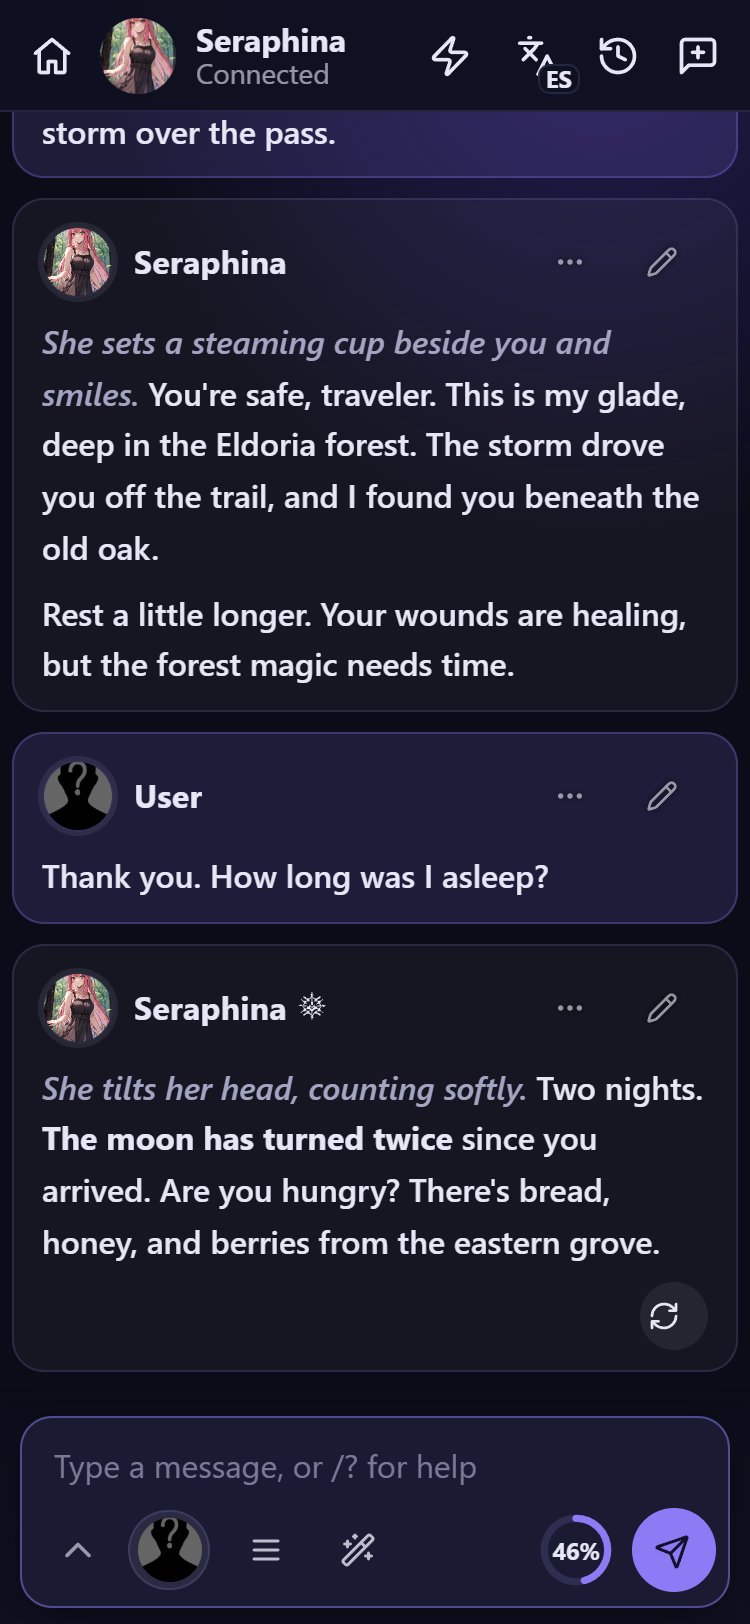 Seraphina
Connected
ES
storm over the pass.
Seraphina
She sets a steaming cup beside you and
smiles. You're safe, traveler. This is my glade,
deep in the Eldoria forest. The storm drove
you off the trail, and I found you beneath the
old oak.
Rest a little longer. Your wounds are healing,
but the forest magic needs time.
User
Thank you. How long was I asleep?
Seraphina
She tilts her head, counting softly. Two nights.
The moon has turned twice since you
arrived. Are you hungry? There's bread,
honey, and berries from the eastern grove.
Type a message, or /? for help
46%